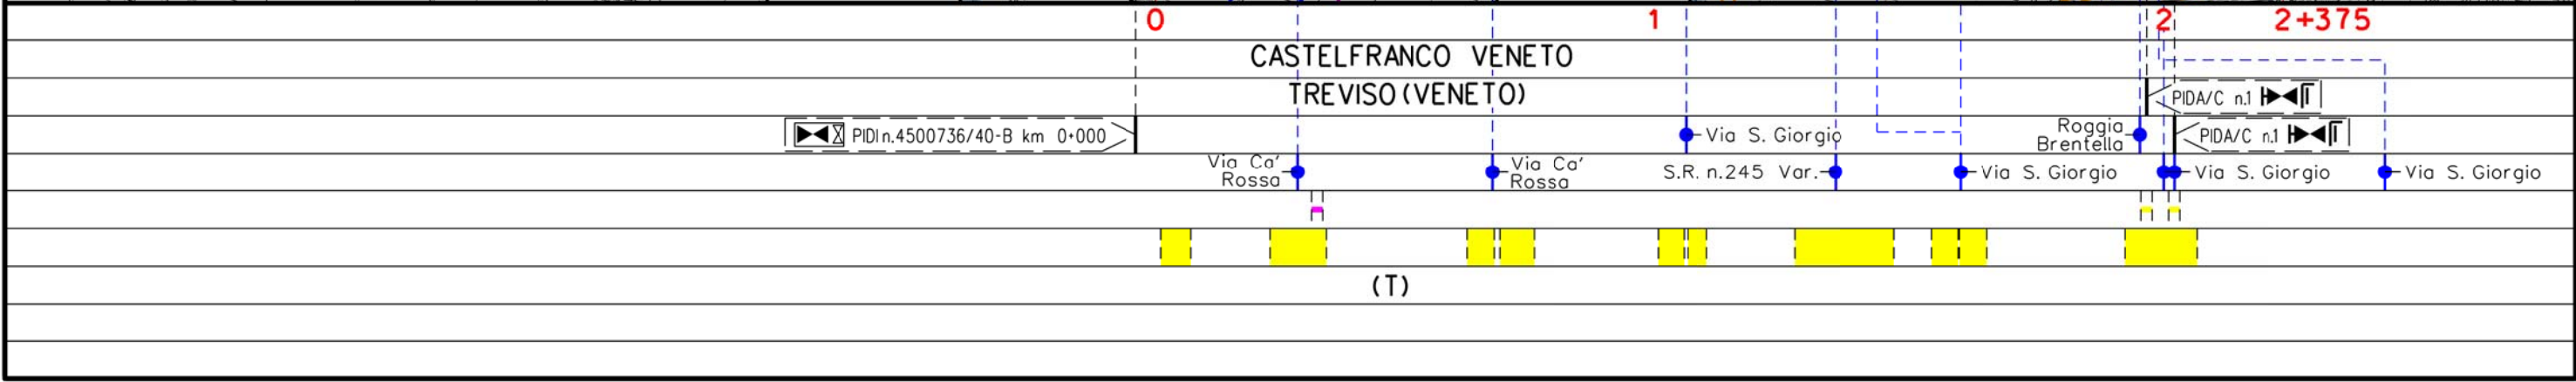 0 1 2 2+375
CASTELFRANCO VENETO
TREVISO (VENETO)
PIDA/C n.1
PIDI n.4500736/40-B km 0+000
Via S. Giorgio
Roggia
Brentella
PIDA/C n.1
Via Ca'
Rossa
Via Ca'
Rossa
S.R. n.245 Var.
Via S. Giorgio
Via S. Giorgio
Via S. Giorgio
(T)